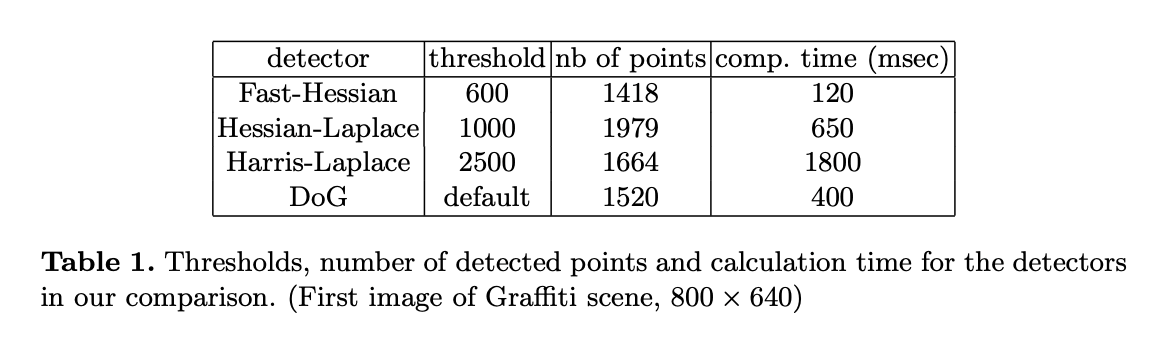 detector threshold nb of points comp. time (msec)
Fast-Hessian 600 1418 120
Hessian-Laplace 1000 1979 650
Harris-Laplace 2500 1664 1800
DoG default 1520 400
Table 1. Thresholds, number of detected points and calculation time for the detectors
in our comparison. (First image of Graffiti scene, 800 × 640)